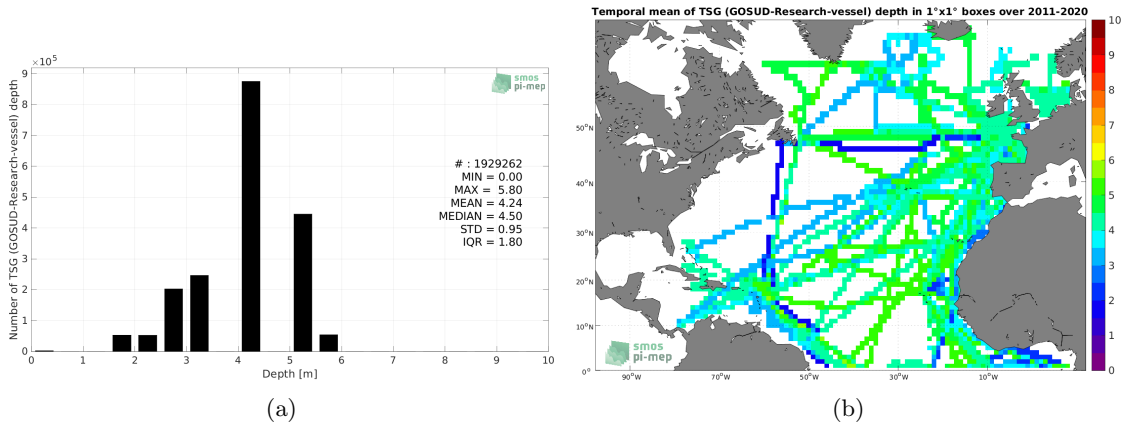 ×10⁵
9
8
7
6
5
4
3
2
1
0
Number of TSG (GOSUD-Research-vessel) depth
smos
pi-mep
# : 1929262
MIN = 0.00
MAX = 5.80
MEAN = 4.24
MEDIAN = 4.50
STD = 0.95
IQR = 1.80
0 1 2 3 4 5 6 7 8 9 10
Depth [m]
(a)
Temporal mean of TSG (GOSUD-Research-vessel) depth in 1°x1° boxes over 2011-2020
50°N
40°N
30°N
20°N
10°N
0°
90°W 70°W 50°W 30°W 10°W
smos
pi-mep
10
9
8
7
6
5
4
3
2
1
0
(b)